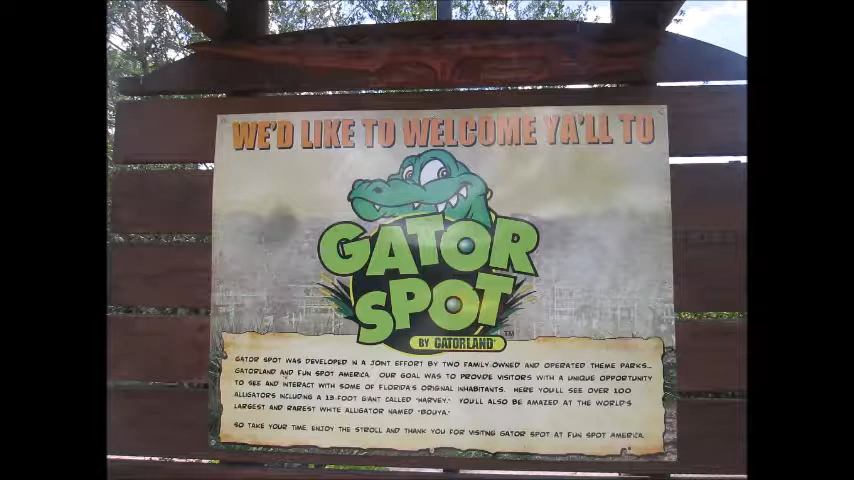 WE'D LIKE TO WELCOME YA'LL TO
GATOR
SPOT
TM
BY GATORLAND
GATOR SPOT WAS DEVELOPED IN A JOINT EFFORT BY TWO FAMILY OWNED AND OPERATED THEME PARKS...
GATORLAND AND FUN SPOT AMERICA. OUR GOAL WAS TO PROVIDE VISITORS WITH A UNIQUE OPPORTUNITY
TO SEE AND INTERACT WITH SOME OF FLORIDA'S ORIGINAL INHABITANTS. HERE YOU'LL SEE OVER 100
ALLIGATORS INCLUDING A 13-FOOT GIANT CALLED "HARVEY." YOU'LL ALSO BE AMAZED AT THE WORLD'S
LARGEST AND RAREST WHITE ALLIGATOR NAMED "BOUYA."
SO TAKE YOUR TIME, ENJOY THE STROLL AND THANK YOU FOR VISITING GATOR SPOT AT FUN SPOT AMERICA.